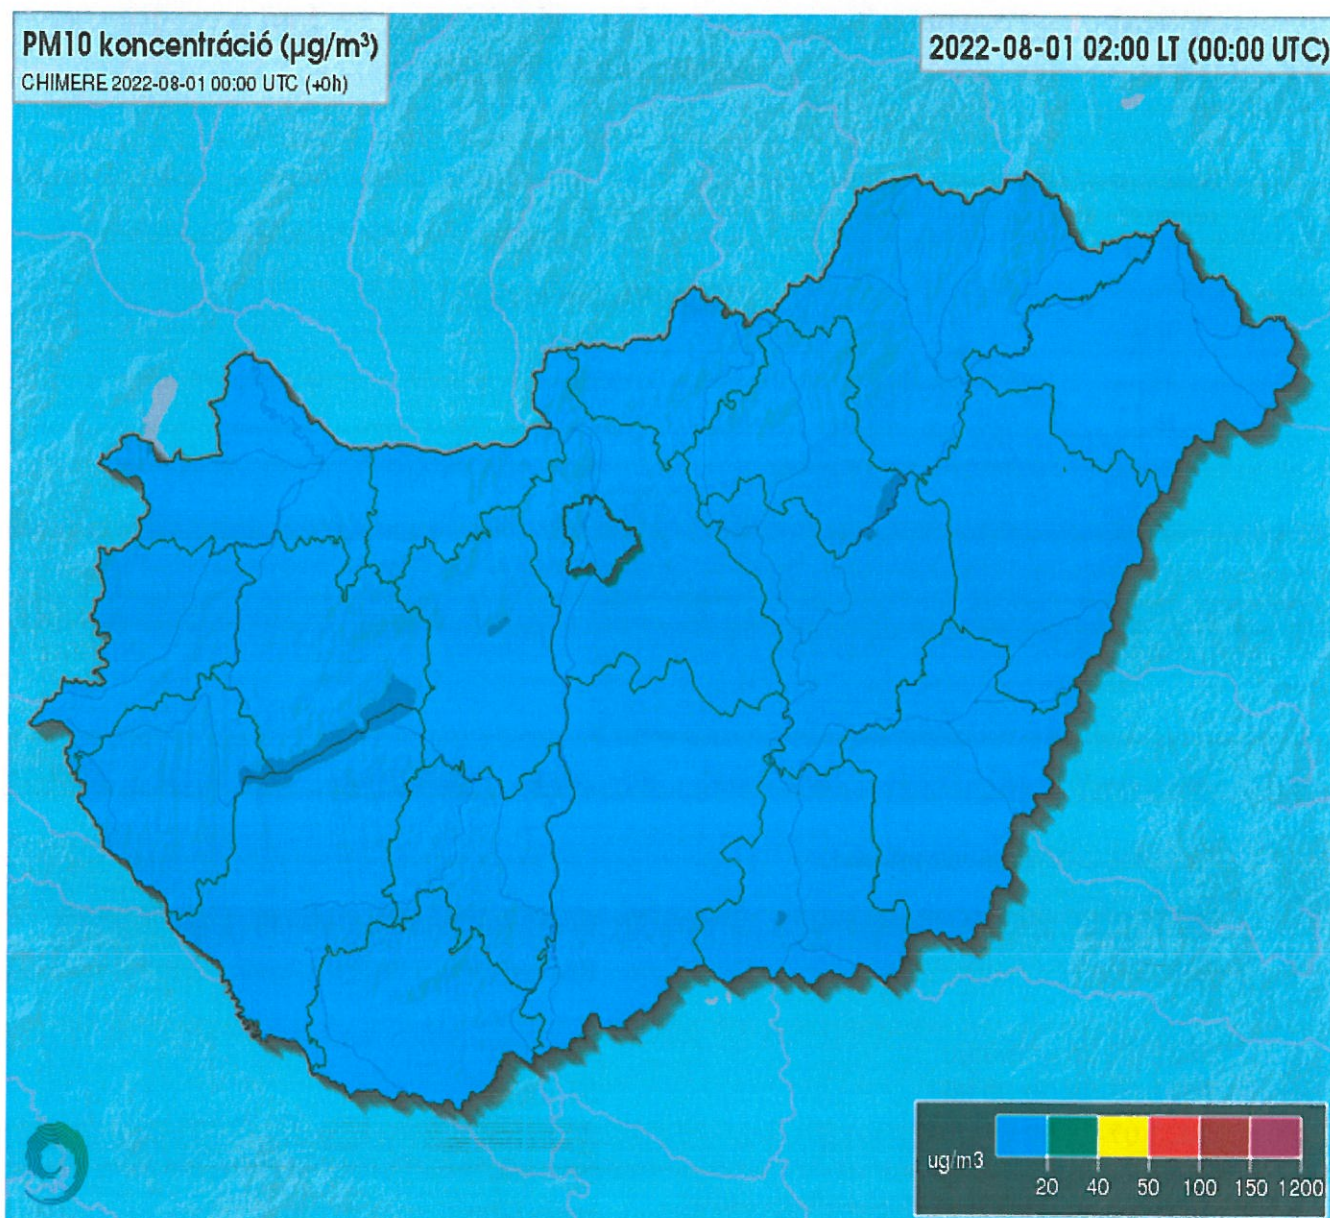 PM10 koncentráció (μg/m³)
CHIMERE 2022-08-01 00:00 UTC (+0h)
2022-08-01 02:00 LT (00:00 UTC)
ug/m3
20 40 50 100 150 1200